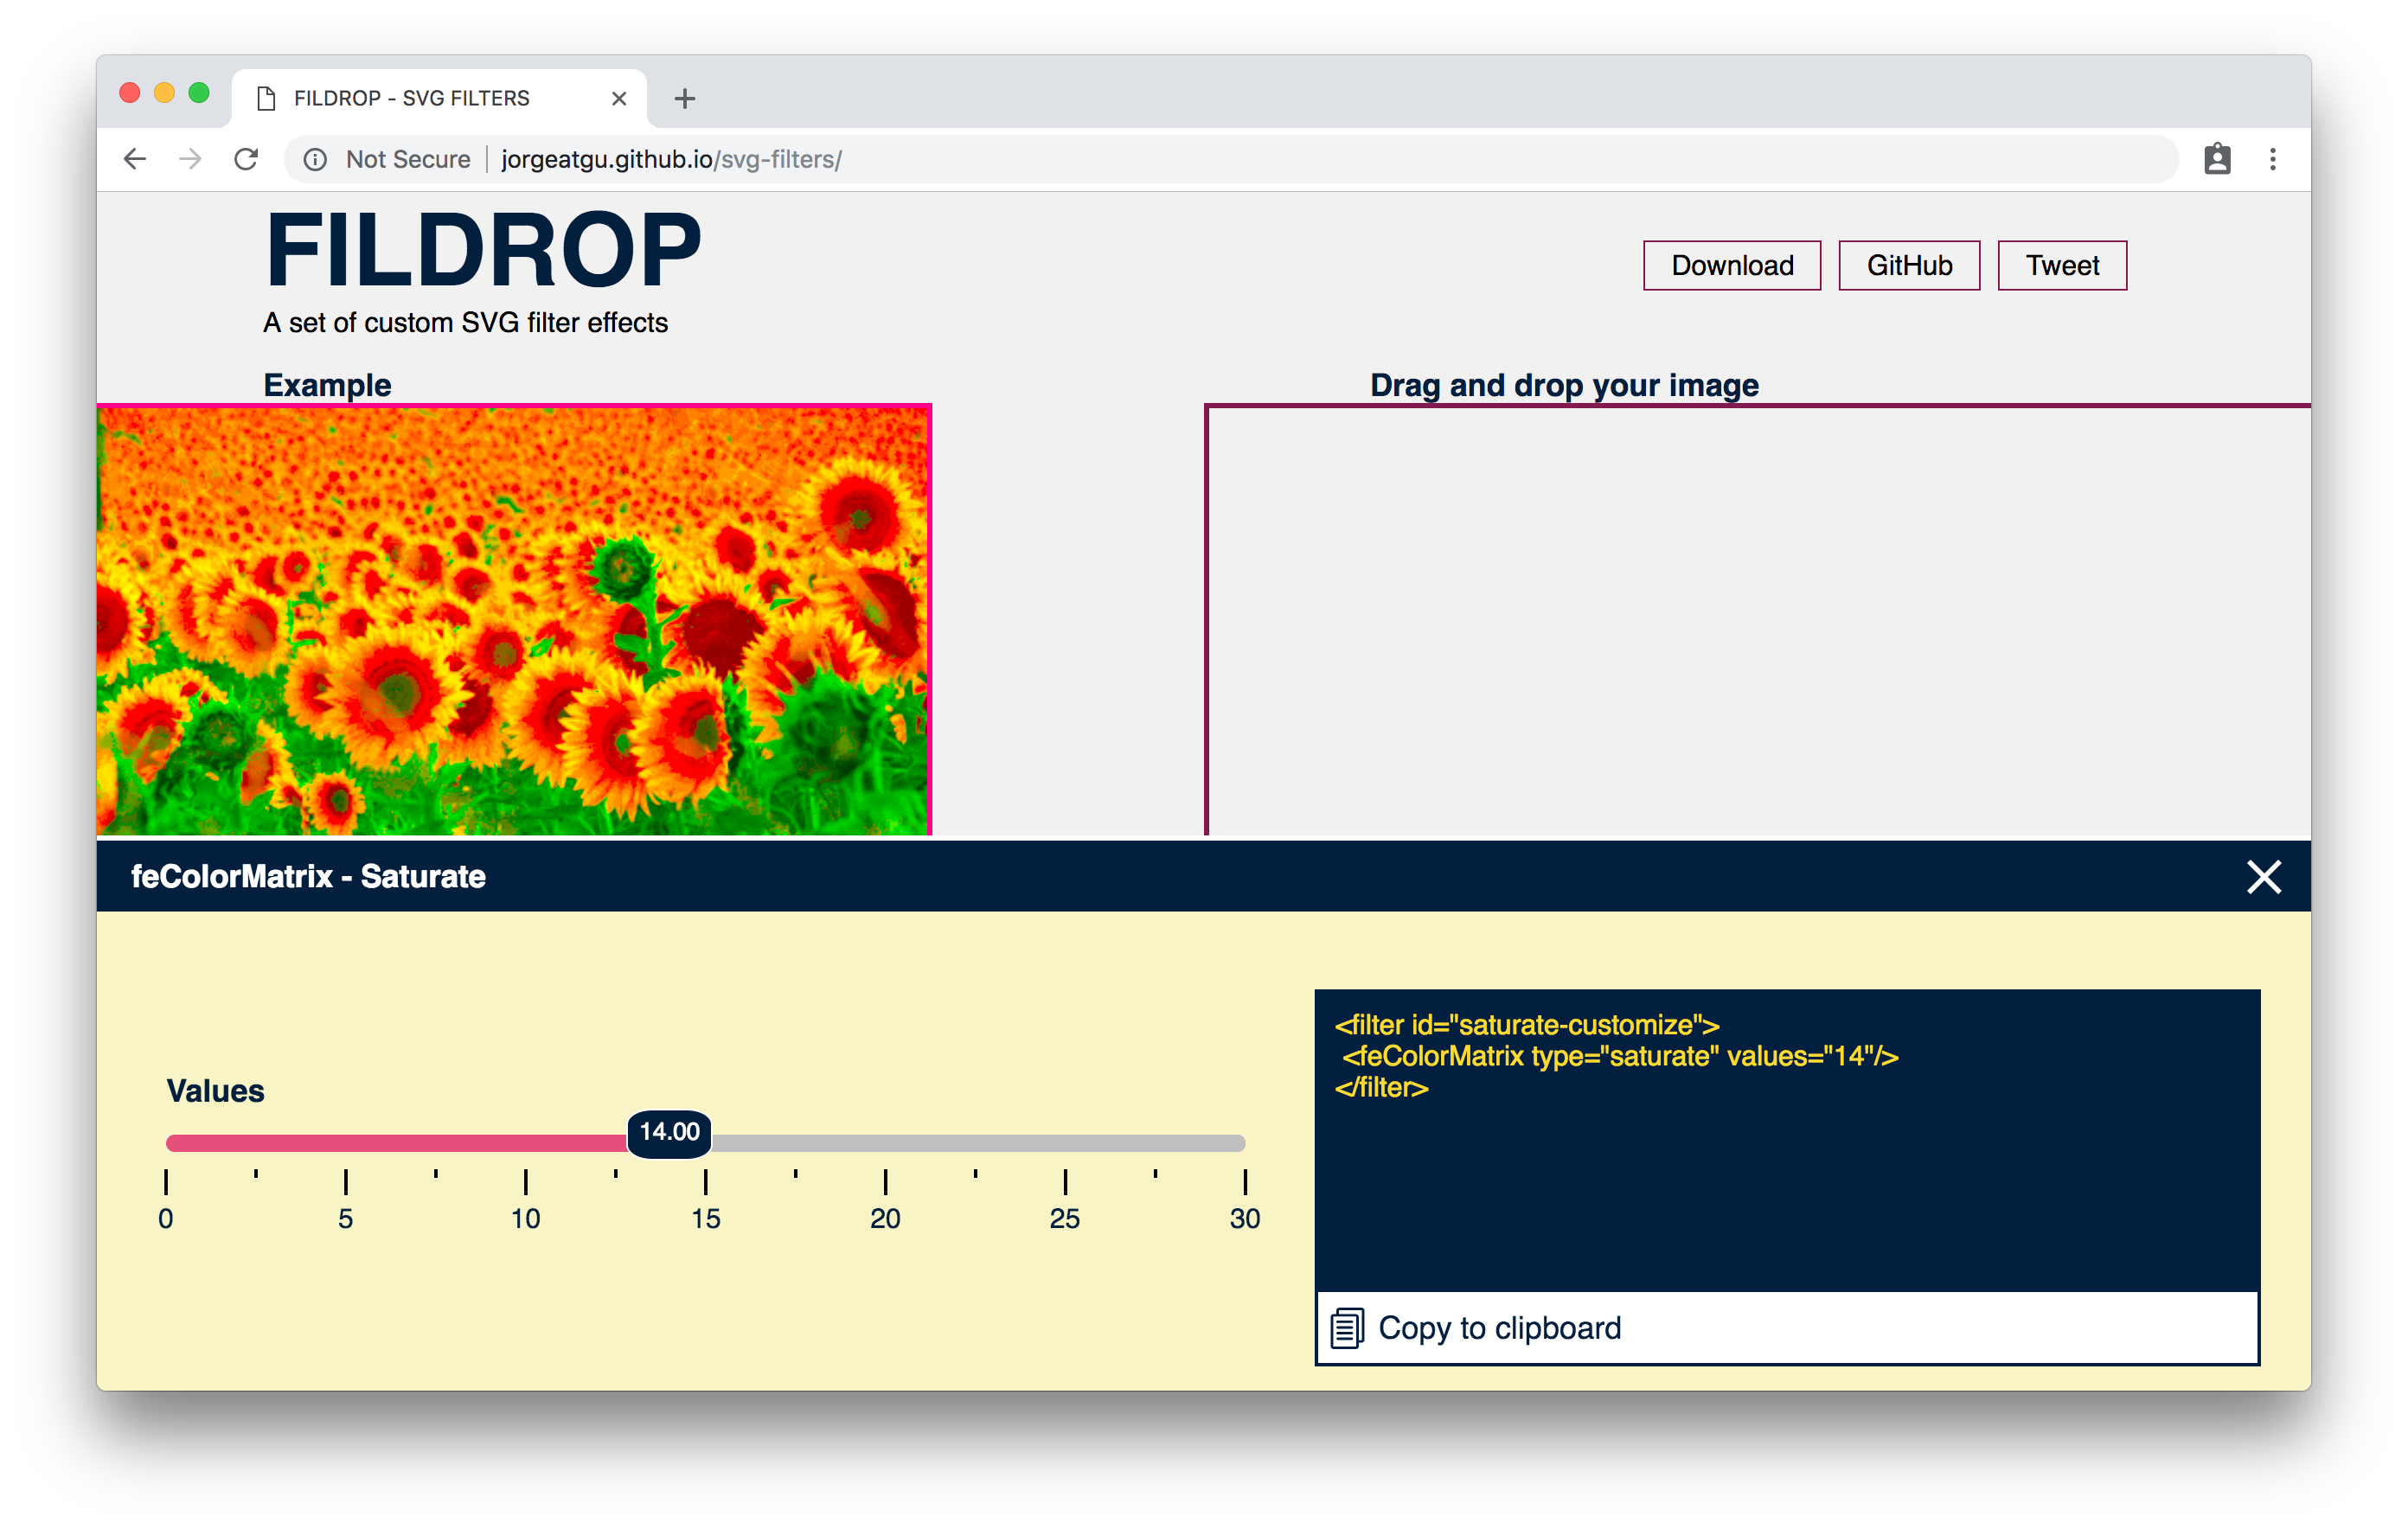 FILDROP - SVG FILTERS
Not Secure
jorgeatgu.github.io/svg-filters/
FILDROP
Download
GitHub
Tweet
A set of custom SVG filter effects
Example
Drag and drop your image
feColorMatrix - Saturate
<filter id="saturate-customize">
<feColorMatrix type="saturate" values="14"/>
</filter>
Values
14.00
0 5 10 15 20 25 30
Copy to clipboard